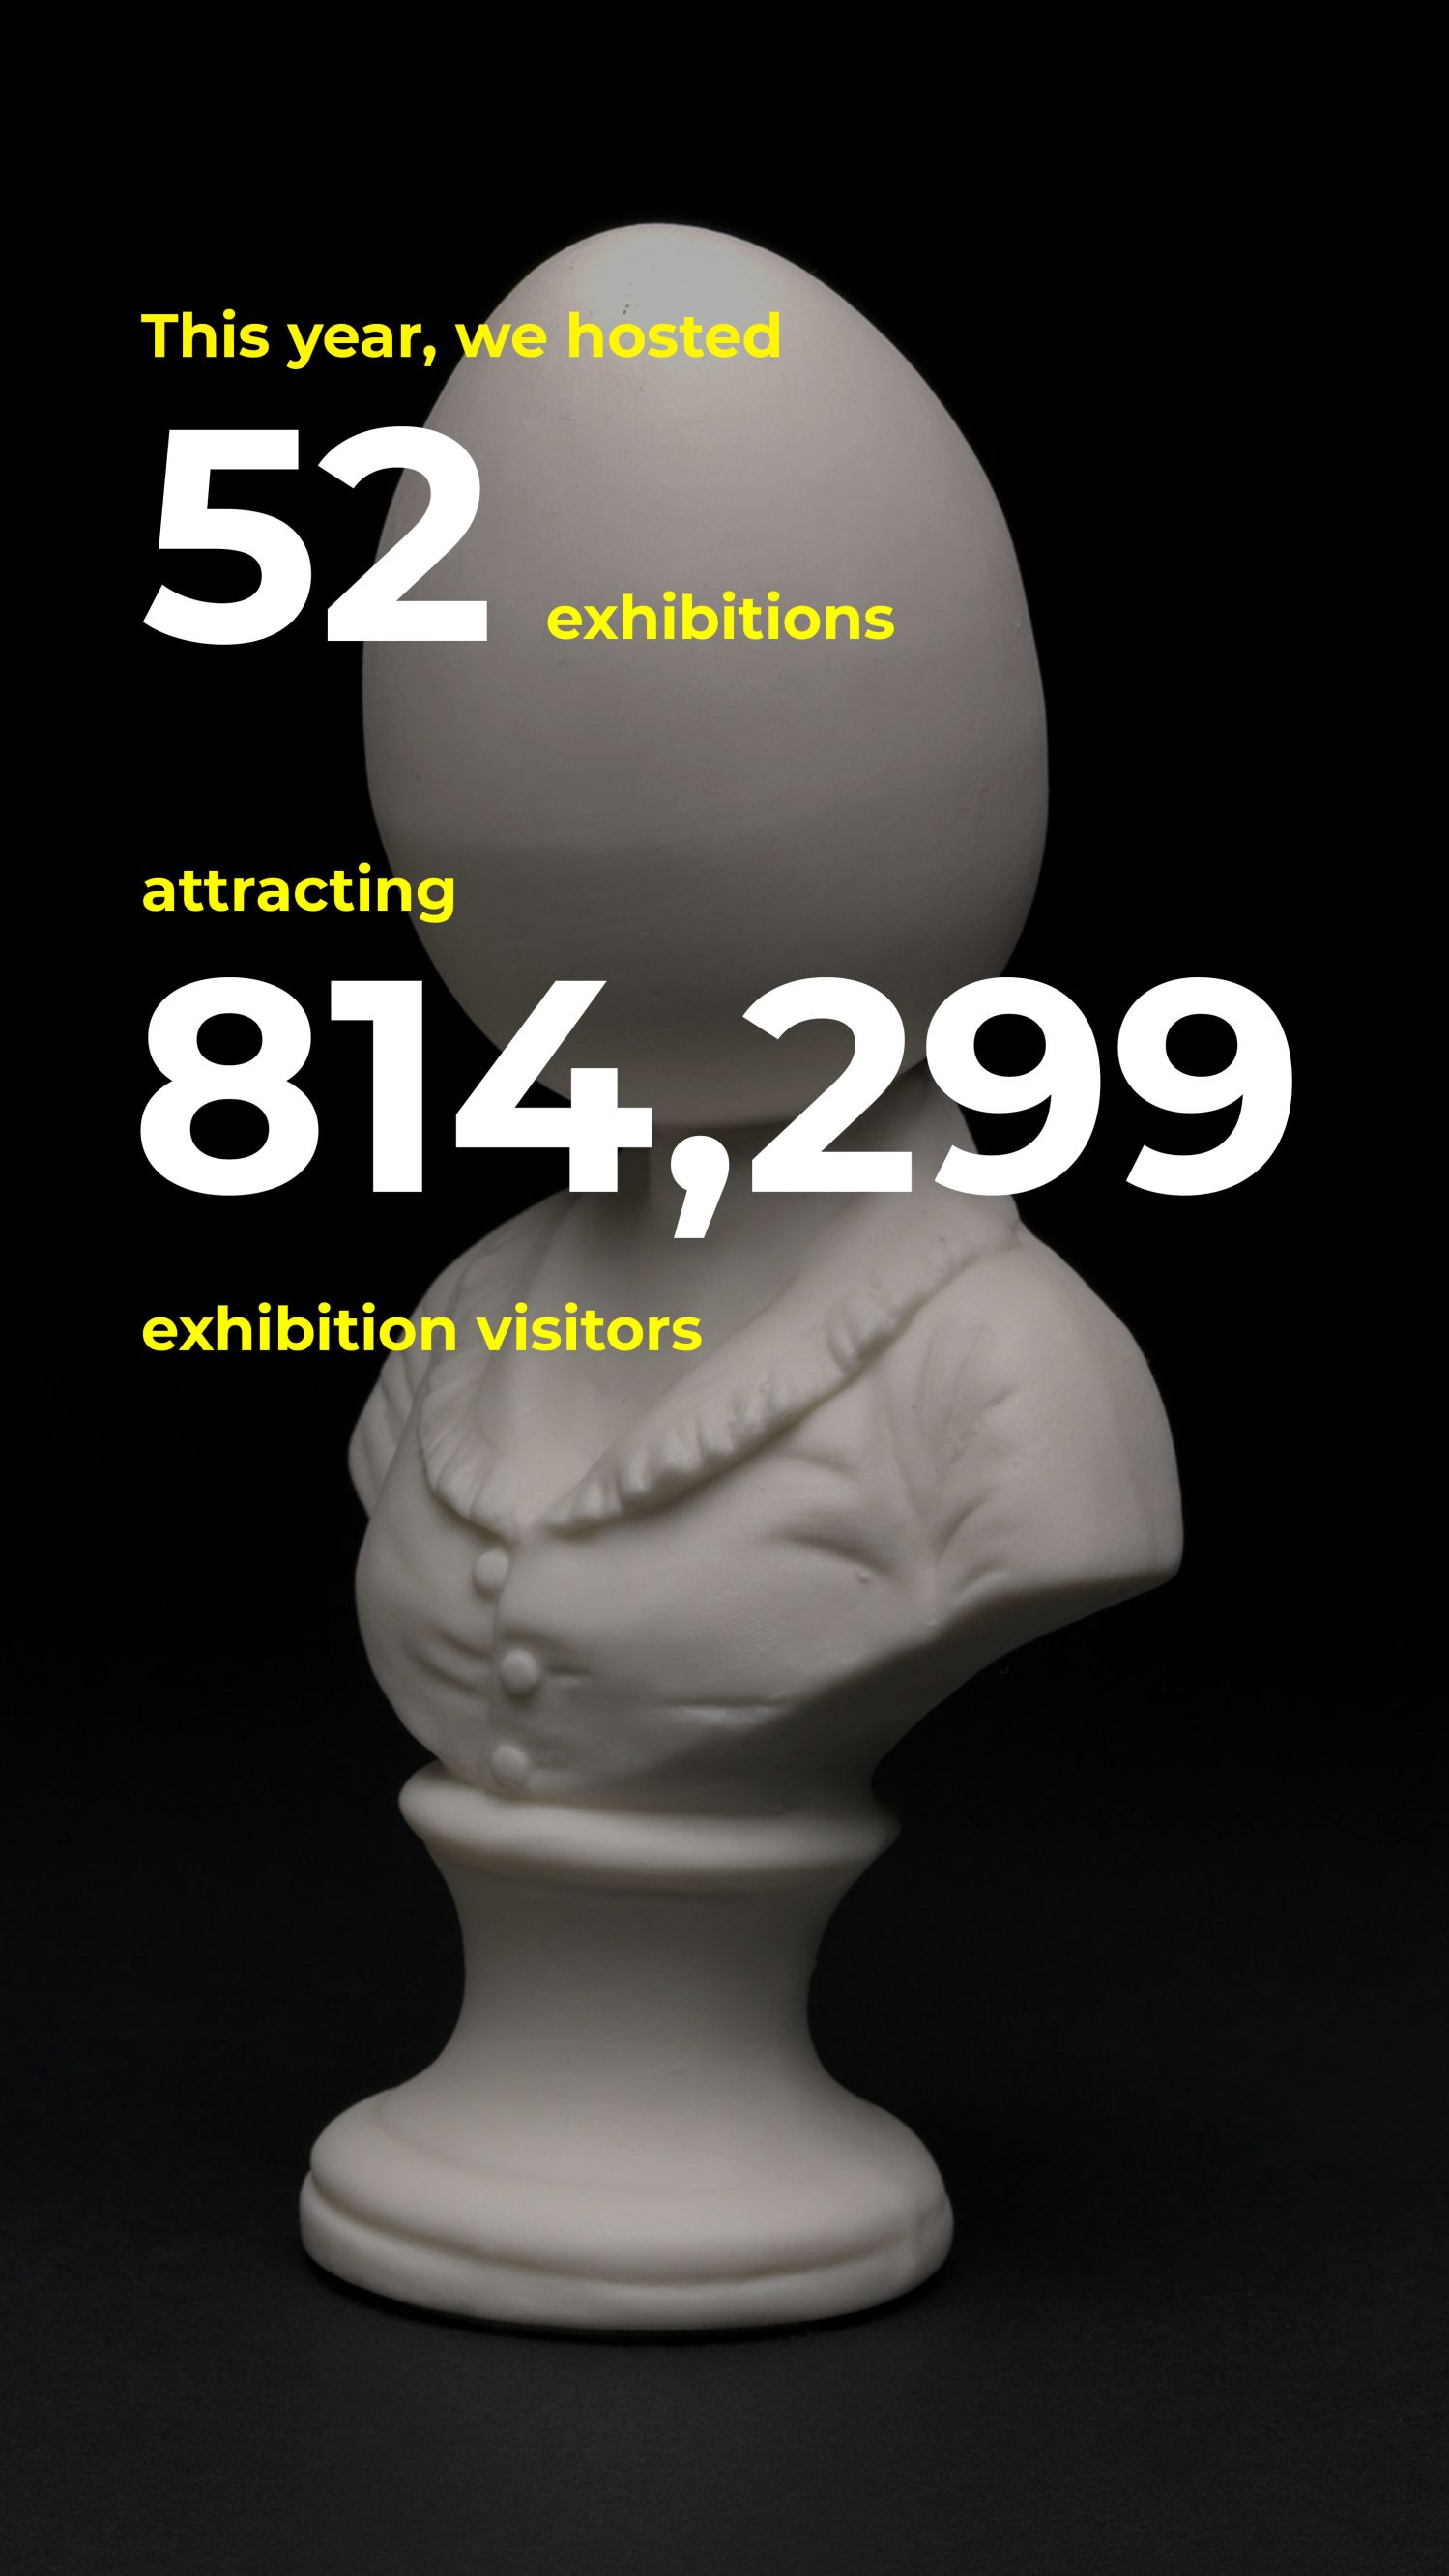 This year, we hosted
52 exhibitions
attracting
814,299
exhibition visitors